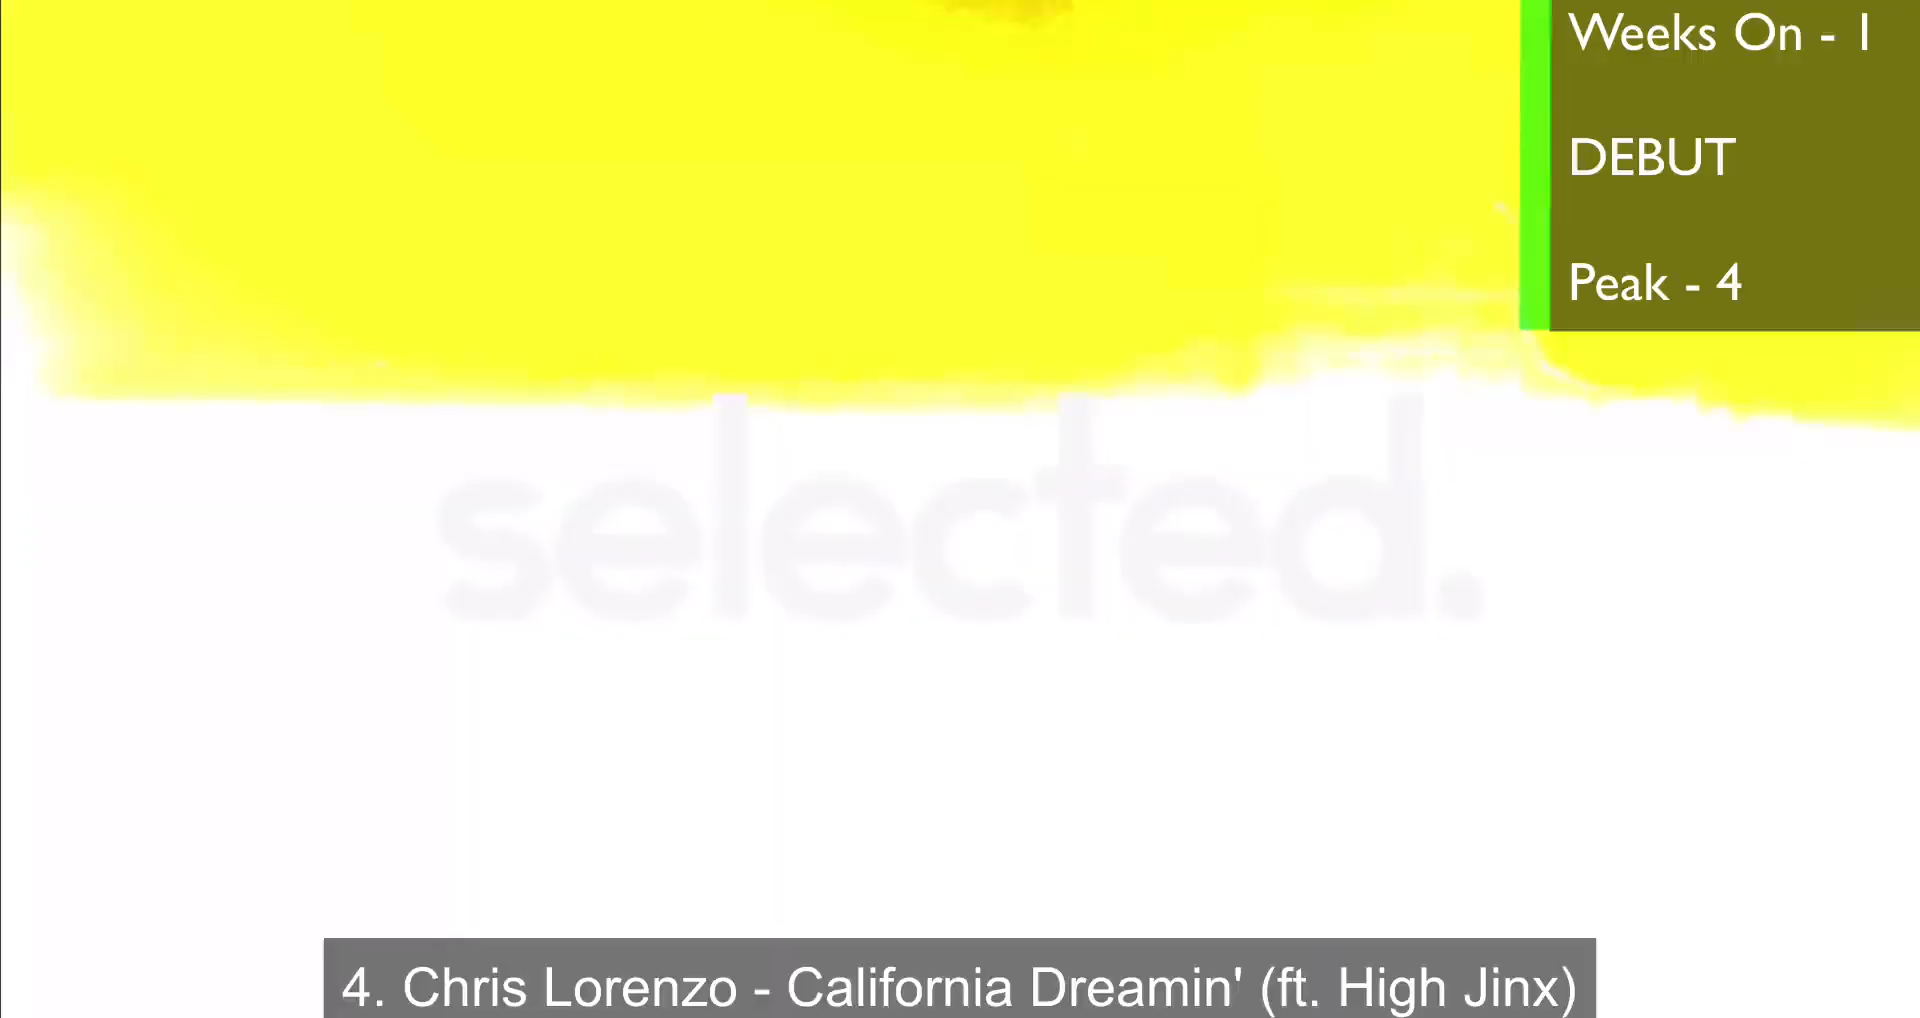 Weeks On - 1
DEBUT
Peak - 4
selected.
4. Chris Lorenzo - California Dreamin' (ft. High Jinx)